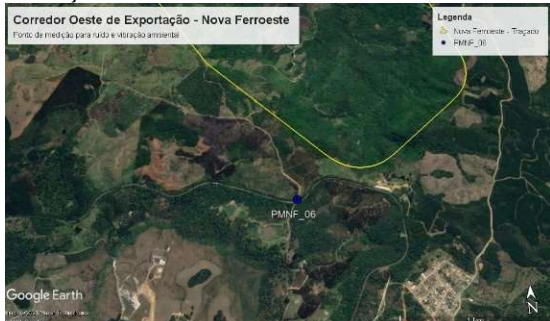 Corredor Oeste de Exportação - Nova Ferroeste
Ponto de medição para ruído e vibração ambiental
Legenda
Nova Ferroeste - Traçado
PMNF_06
PMNF_06
Google Earth
N